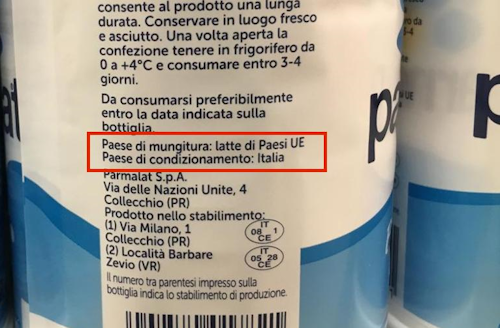 consente al prodotto una lunga
durata. Conservare in luogo fresco
e asciutto. Una volta aperta la
confezione tenere in frigorifero da
0 a +4°C e consumare entro 3-4
giorni.
Da consumarsi preferibilmente
entro la data indicata sulla
bottiglia.
Paese di mungitura: latte di Paesi UE
Paese di condizionamento: Italia
Parmalat S.p.A.
Via delle Nazioni Unite, 4
Collecchio (PR)
Prodotto nello stabilimento:
(1) Via Milano, 1
Collecchio (PR)
(2) Località Barbare
Zevio (VR)
IT
08 1
CE
IT
05 28
CE
Il numero tra parentesi impresso sulla
bottiglia indica lo stabilimento di produzione.
pa
UE